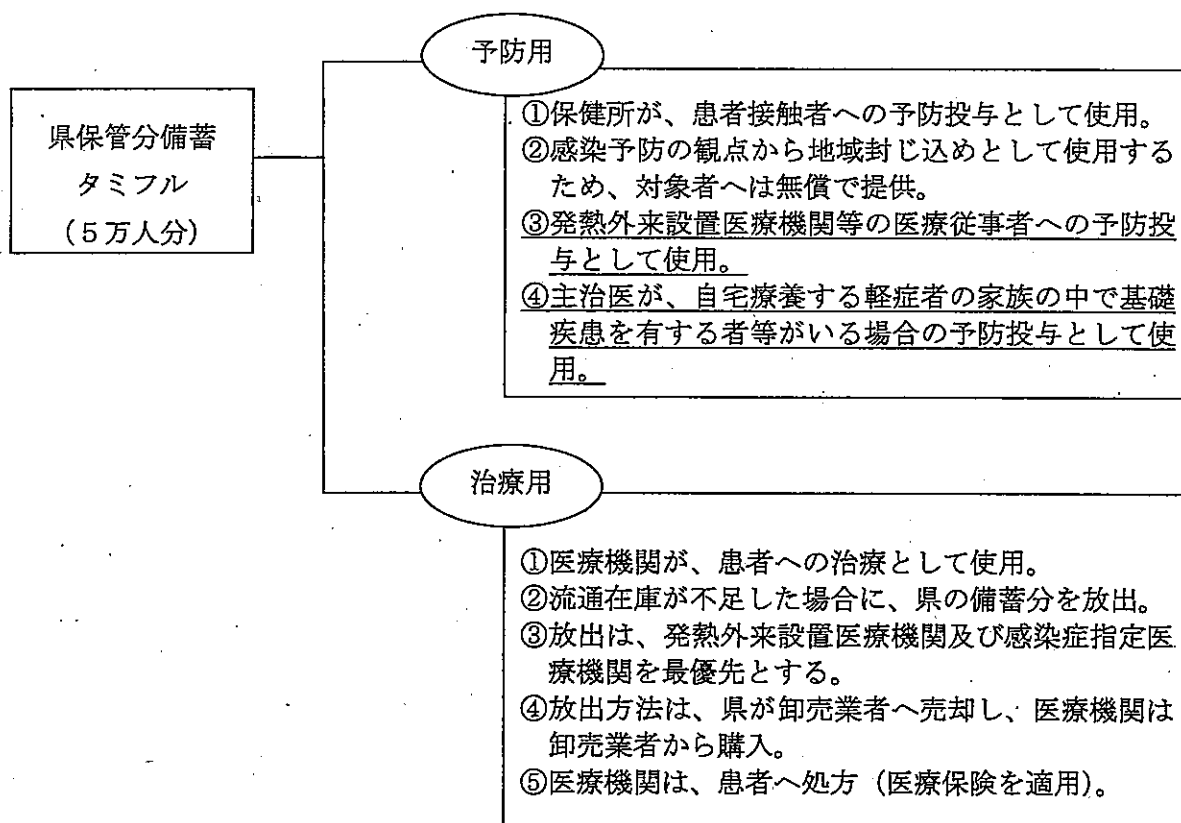 県保管分備蓄
タミフル
(5万人分)
予防用
①保健所が、患者接触者への予防投与として使用。
②感染予防の観点から地域封じ込めとして使用する
ため、対象者へは無償で提供。
③発熱外来設置医療機関等の医療従事者への予防投
与として使用。
④主治医が、自宅療養する軽症者の家族の中で基礎
疾患を有する者等がいる場合の予防投与として使
用。
治療用
①医療機関が、患者への治療として使用。
②流通在庫が不足した場合に、県の備蓄分を放出。
③放出は、発熱外来設置医療機関及び感染症指定医
療機関を最優先とする。
④放出方法は、県が卸売業者へ売却し、医療機関は
卸売業者から購入。
⑤医療機関は、患者へ処方（医療保険を適用）。